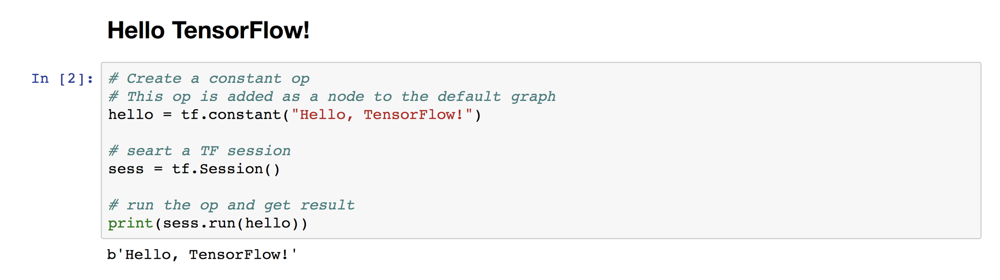 Hello TensorFlow!
In [2]:
# Create a constant op
# This op is added as a node to the default graph
hello = tf.constant("Hello, TensorFlow!")
# seart a TF session
sess = tf.Session()
# run the op and get result
print(sess.run(hello))
b'Hello, TensorFlow!'